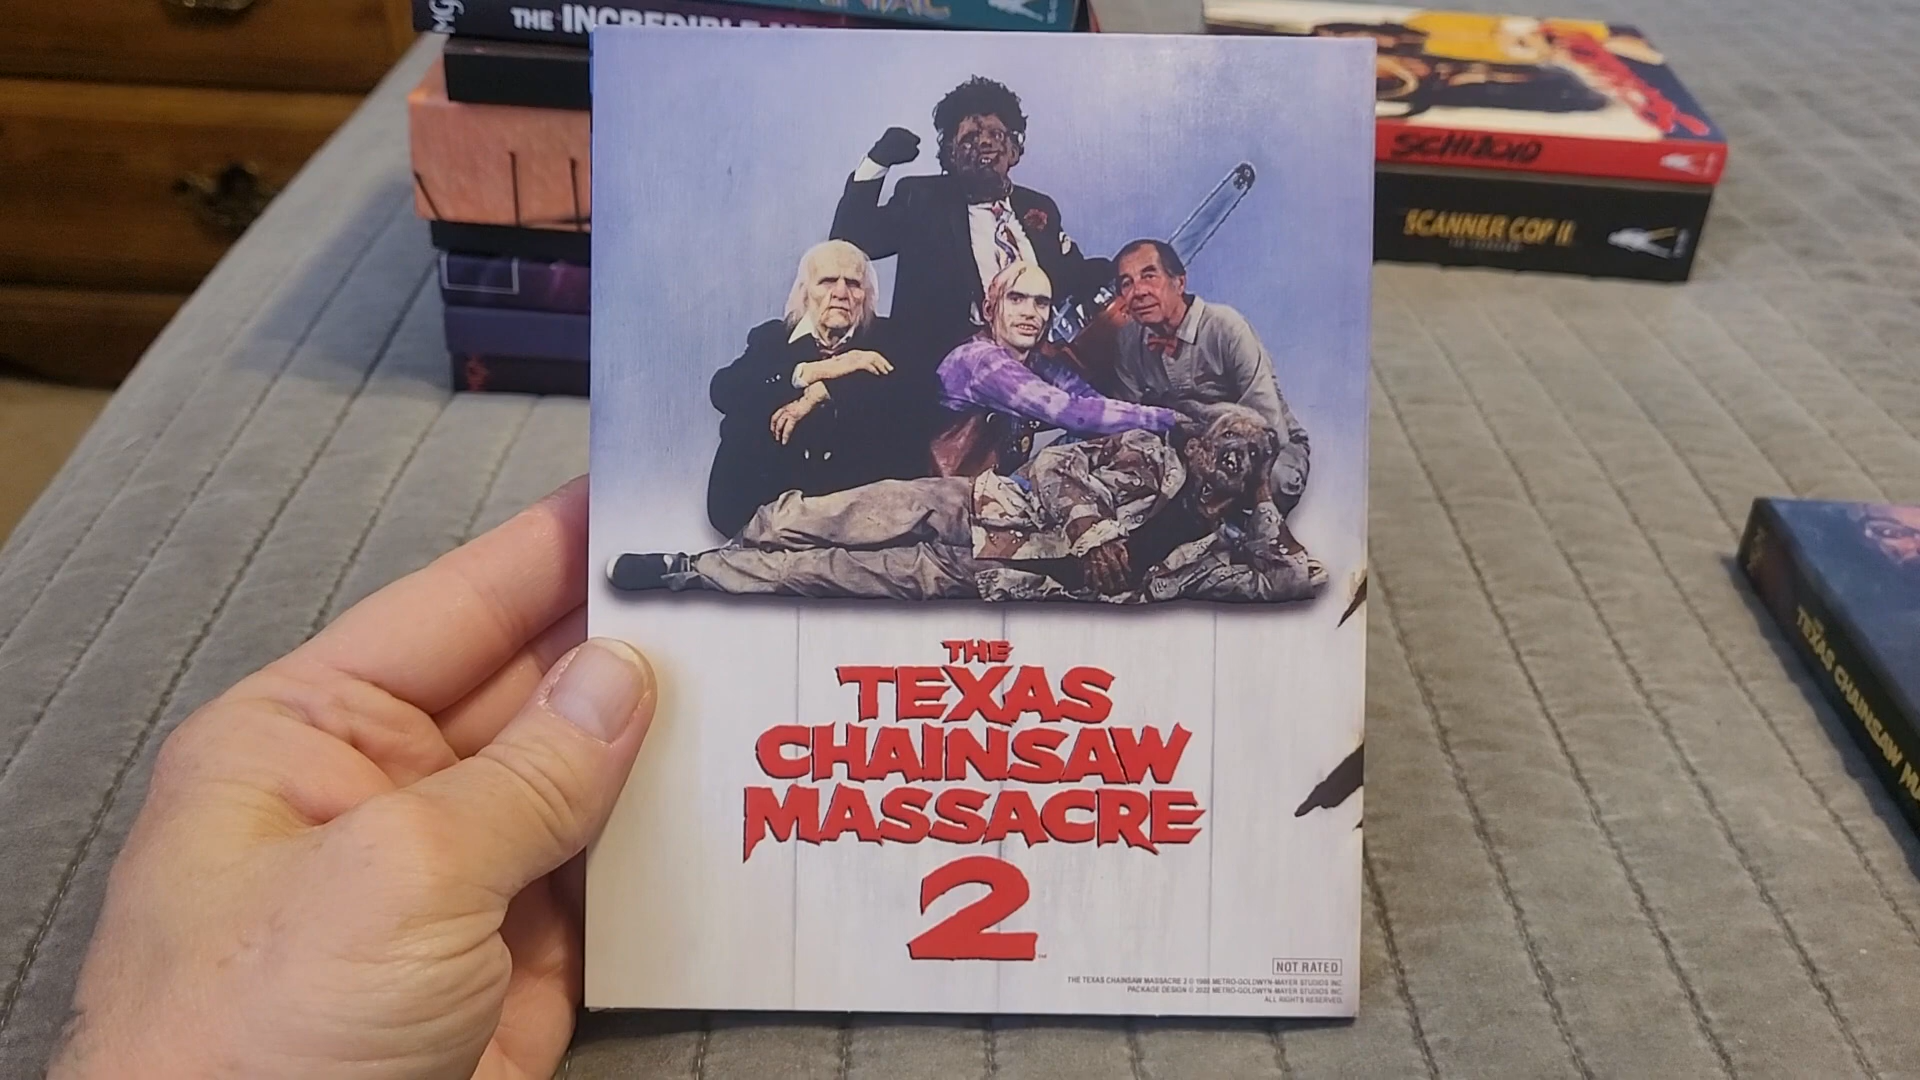 THE INCREDIBLE
SCHIZOID
SCANNER COP II
THE
TEXAS
CHAINSAW
MASSACRE
2
NOT RATED
THE TEXAS CHAINSAW MASSACRE 2 © 1986 METRO-GOLDWYN-MAYER STUDIOS INC.
PACKAGE DESIGN © 2022 METRO-GOLDWYN-MAYER STUDIOS INC.
ALL RIGHTS RESERVED.
TEXAS CHAINSAW